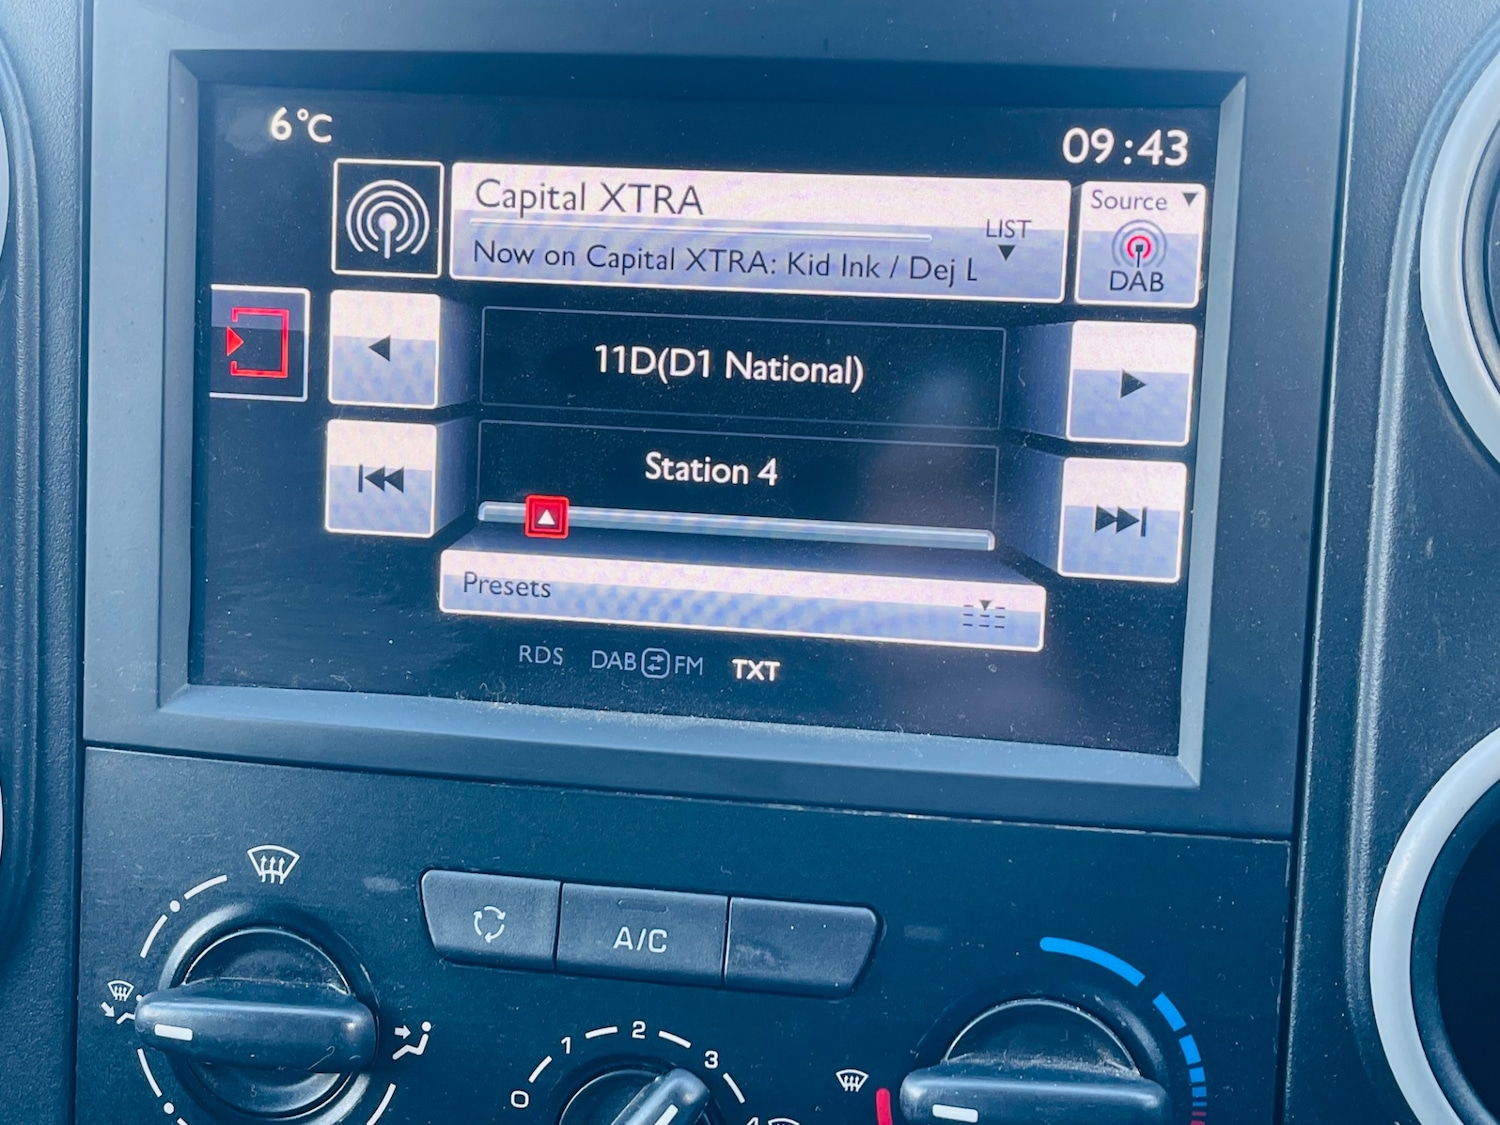 6°C
09:43
Capital XTRA
LIST
Now on Capital XTRA: Kid Ink / Dej L
Source
DAB
11D(D1 National)
Station 4
Presets
RDS DAB FM TXT
A/C
0 1 2 3 4